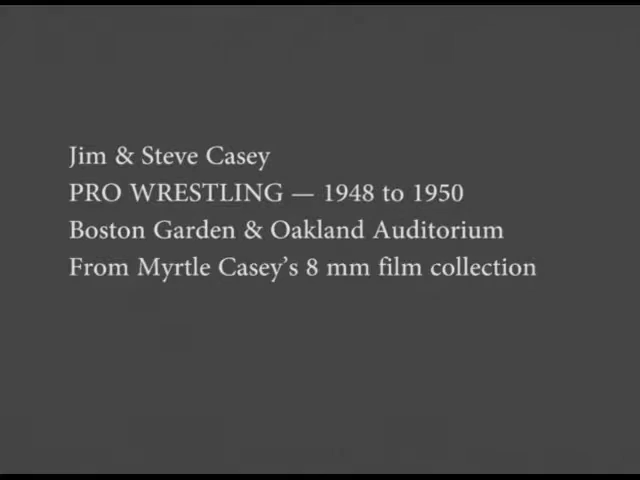 Jim & Steve Casey
PRO WRESTLING — 1948 to 1950
Boston Garden & Oakland Auditorium
From Myrtle Casey’s 8 mm film collection